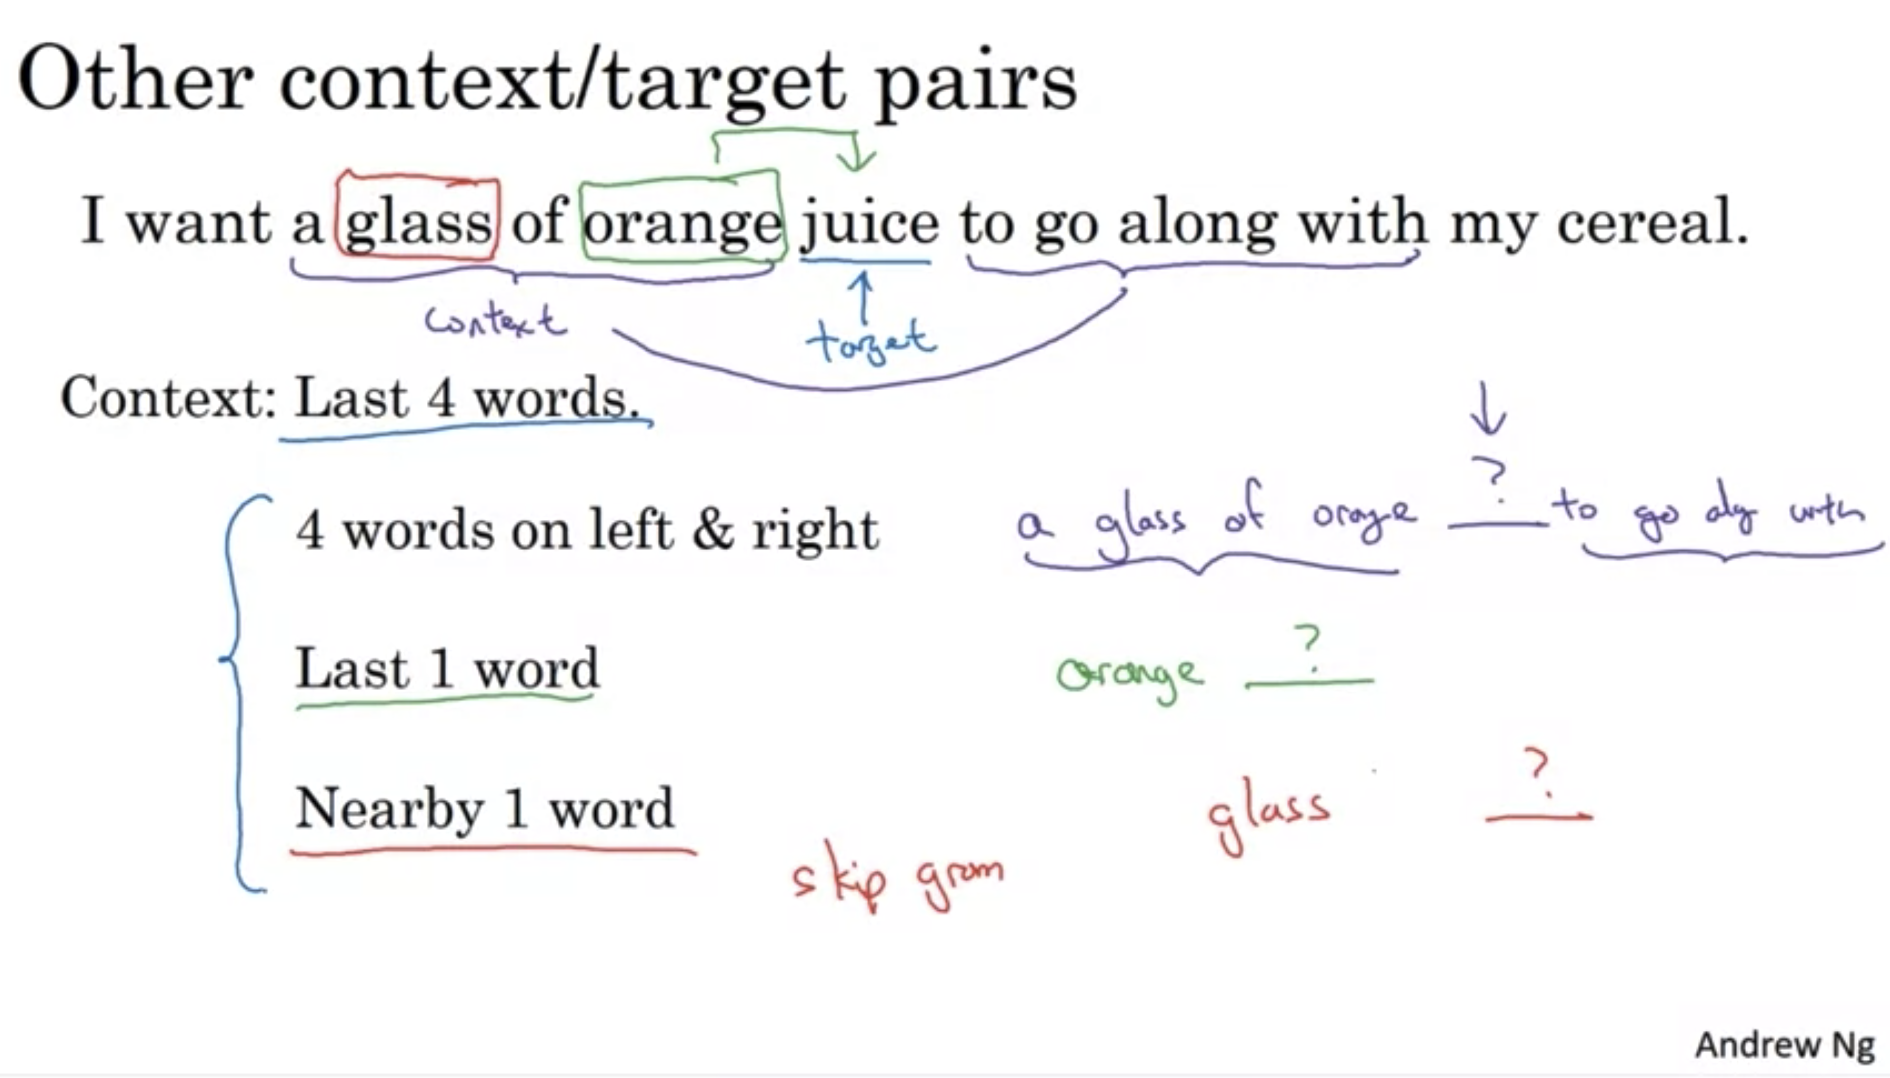 Other context/target pairs
I want a glass of orange juice to go along with my cereal.
context
target
Context: Last 4 words.
?
4 words on left & right
a glass of orange to go with
Last 1 word
orange ?
Nearby 1 word
glass ?
skip gram
Andrew Ng